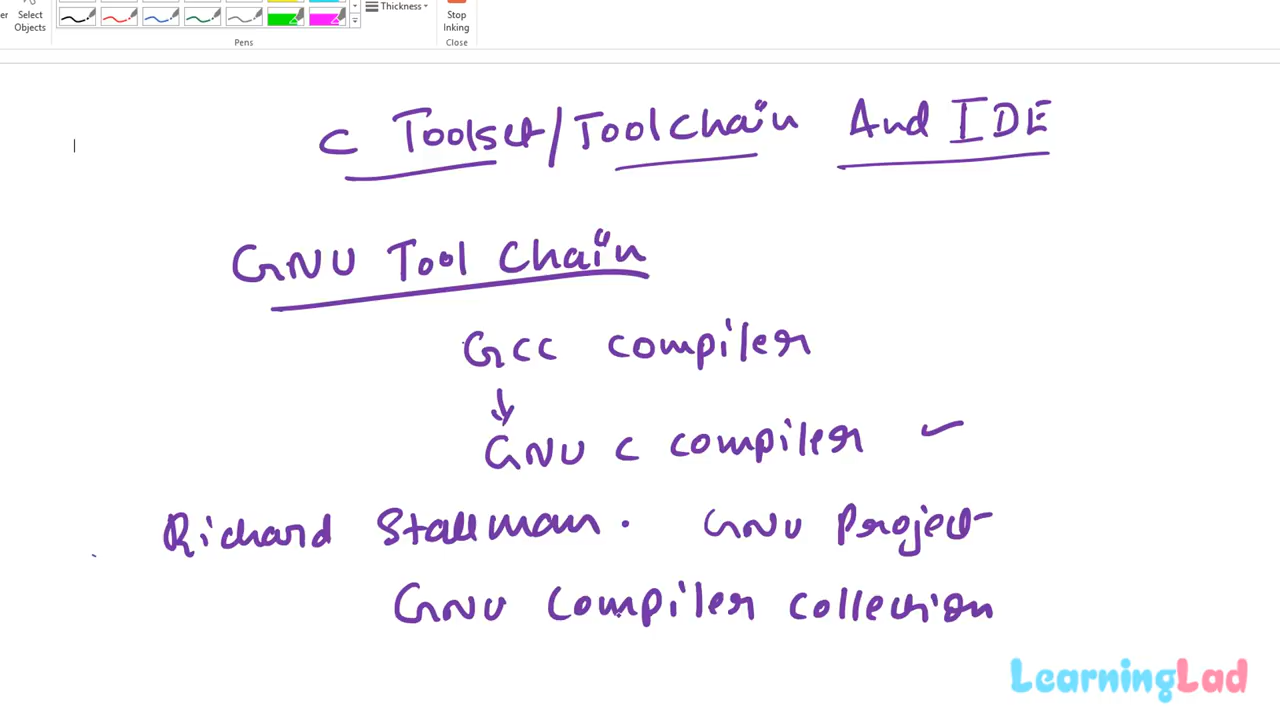 er Select Objects
Pens
Thickness
Stop Inking
Close
C Toolset/Toolchain And IDE
GNU Tool Chain
GCC compiler
GNU C compiler
Richard Stallman. GNU Project
GNU Compiler Collection
LearningLad